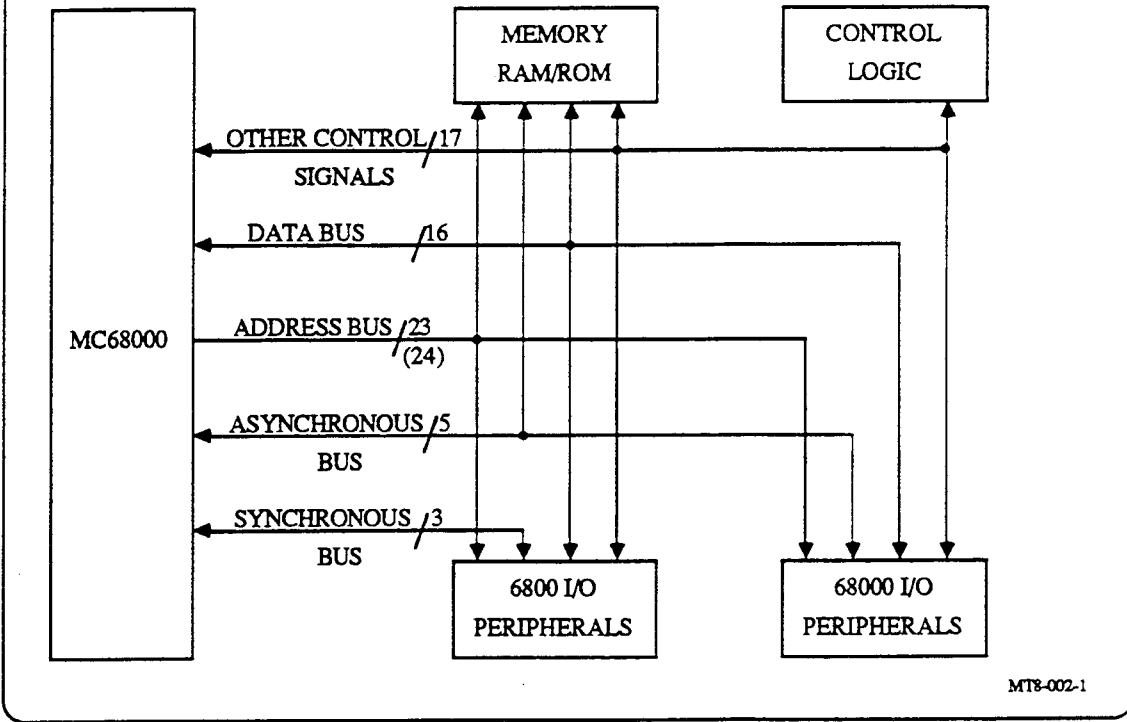 MEMORY
RAM/ROM
CONTROL
LOGIC
OTHER CONTROL /17
SIGNALS
DATA BUS /16
MC68000
ADDRESS BUS /23
(24)
ASYNCHRONOUS /5
BUS
SYNCHRONOUS /3
BUS
6800 I/O
PERIPHERALS
68000 I/O
PERIPHERALS
MT8-002-1